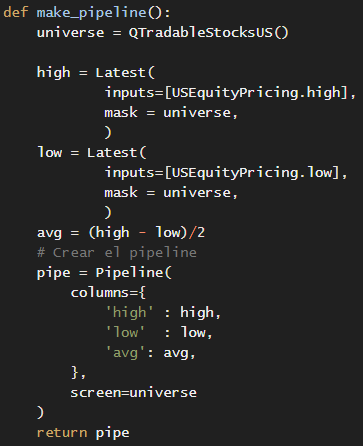 def make_pipeline():
    universe = QTradableStocksUS()

    high = Latest(
            inputs=[USEquityPricing.high],
            mask = universe,
            )
    low = Latest(
            inputs=[USEquityPricing.low],
            mask = universe,
            )
    avg = (high - low)/2
    # Crear el pipeline
    pipe = Pipeline(
        columns={
            'high' : high,
            'low'  : low,
            'avg': avg,
        },
        screen=universe
    )
    return pipe